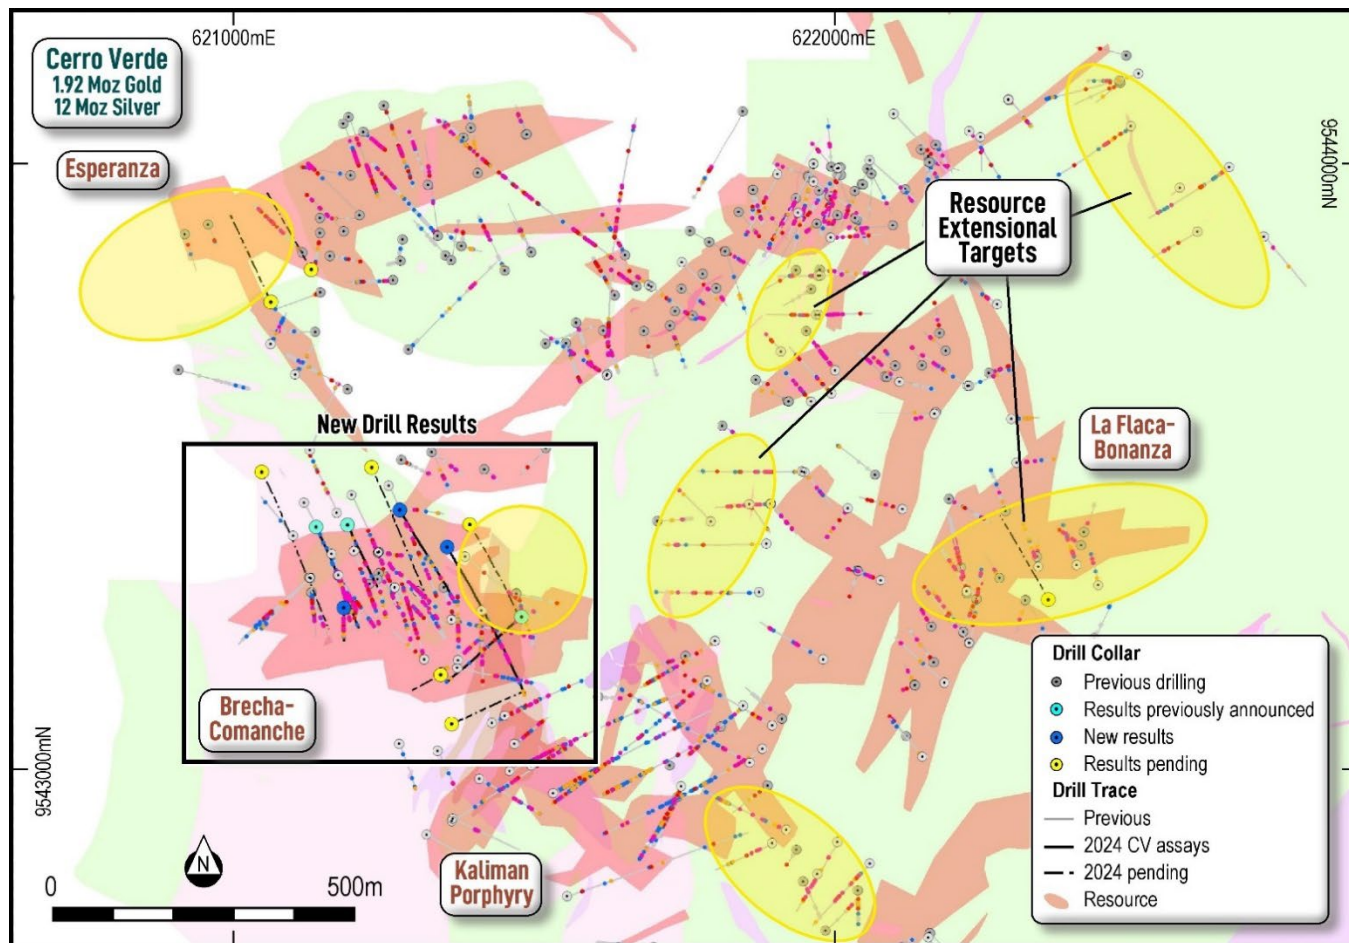 621000mE
622000mE
Cerro Verde
1.92 Moz Gold
12 Moz Silver
Esperanza
9544000mN
Resource
Extensional
Targets
New Drill Results
La Flaca-
Bonanza
Brecha-
Comanche
9543000mN
N
0
500m
Kaliman
Porphyry
Drill Collar
Previous drilling
Results previously announced
New results
Results pending
Drill Trace
Previous
2024 CV assays
2024 pending
Resource